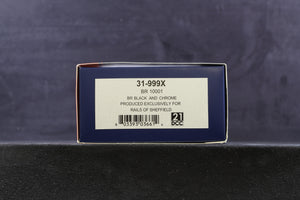 31-999X
BR 10001
BR BLACK AND CHROME
PRODUCED EXCLUSIVELY FOR
RAILS OF SHEFFIELD
21
DCC